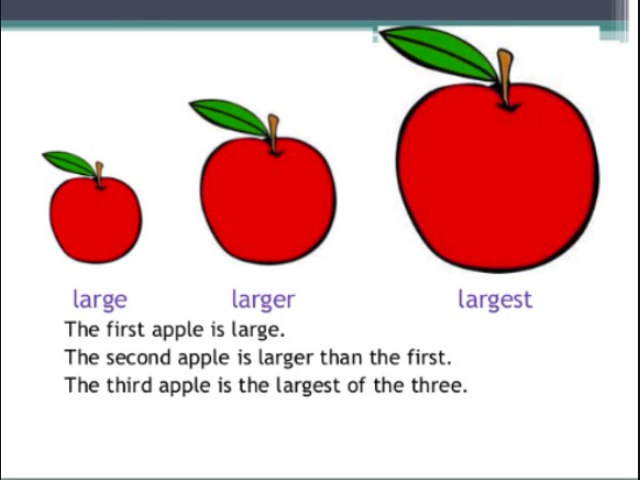 large larger largest
The first apple is large.
The second apple is larger than the first.
The third apple is the largest of the three.